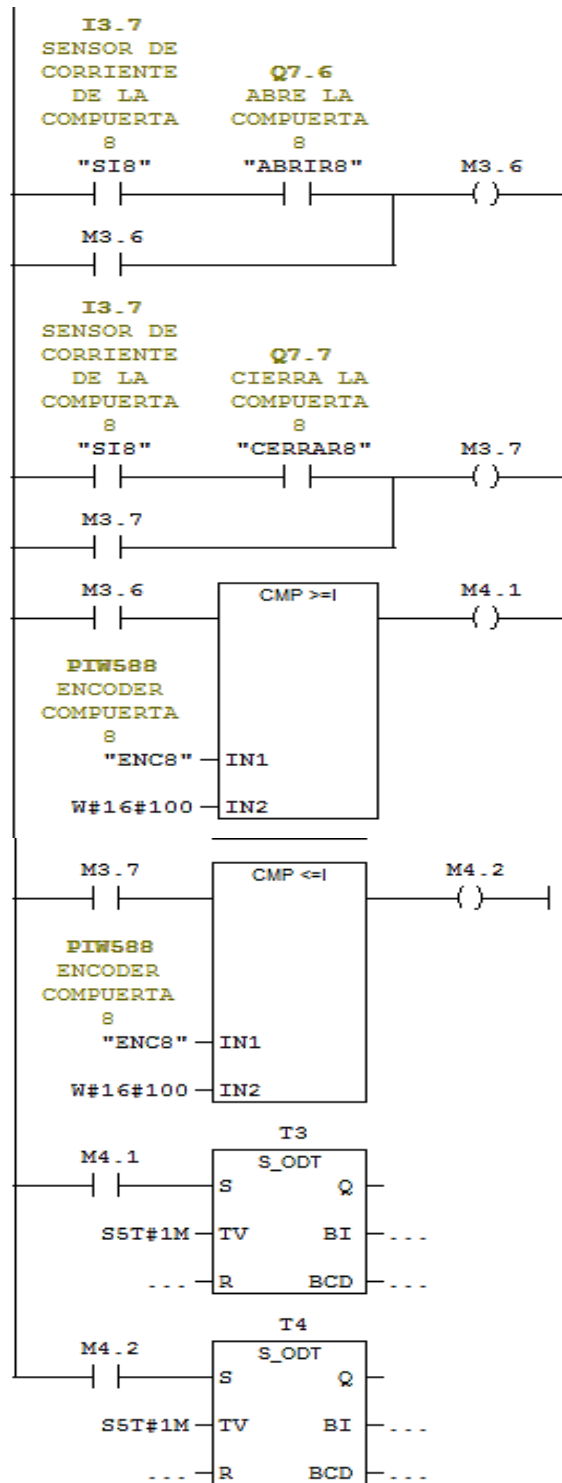 I3.7
SENSOR DE
CORRIENTE
DE LA
COMPUERTA
8
"SI8"
Q7.6
ABRE LA
COMPUERTA
8
"ABRIR8"
M3.6
M3.6
I3.7
SENSOR DE
CORRIENTE
DE LA
COMPUERTA
8
"SI8"
Q7.7
CIERRA LA
COMPUERTA
8
"CERRAR8"
M3.7
M3.7
M3.6
CMP >=I
M4.1
PIW588
ENCODER
COMPUERTA
8
"ENC8" IN1
W#16#100 IN2
M3.7
CMP <=I
M4.2
PIW588
ENCODER
COMPUERTA
8
"ENC8" IN1
W#16#100 IN2
T3
M4.1
S_ODT
S Q
S5T#1M TV BI ...
... R BCD ...
T4
M4.2
S_ODT
S Q
S5T#1M TV BI ...
... R BCD ...